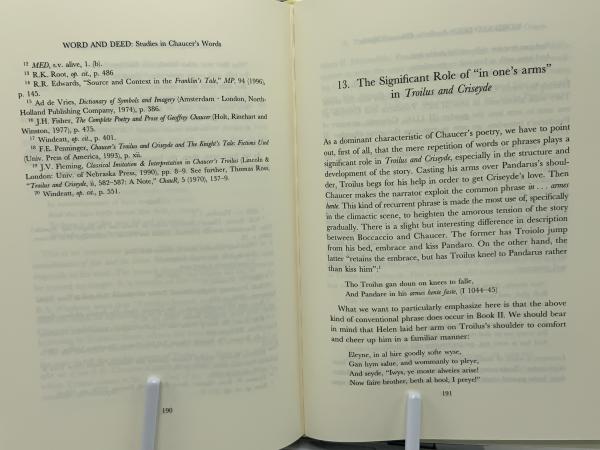 WORD AND DEED: Studies in Chaucer's Words
12 MED, s.v. alive, 1. (b).
13 R.K. Root, op. cit., p. 486
14 R.R. Edwards, "Source and Context in the Franklin's Tale," MP, 94 (1996),
p. 145.
15 Ad de Vries, Dictionary of Symbols and Imagery (Amsterdam - London, North-
Holland Publishing Company, 1974), p. 386.
16 J.H. Fisher, The Complete Poetry and Prose of Geoffrey Chaucer (Holt, Rinehart and
Winston, 1977), p. 475.
17 Windeatt, op. cit., p. 401.
18 F.E. Penninger, Chaucer's Troilus and Criseyde and The Knight's Tale: Fictions Used
(Univ. Press of America, 1993), p. xii.
19 J.V. Fleming, Classical Imitation & Interpretation in Chaucer's Troilus (Lincoln &
London: Univ. of Nebraska Press, 1990), pp. 8-9. See further, Thomas Ross,
"Troilus and Criseyde, ii, 582-587: A Note," ChauR, 5 (1970), 137-9.
20 Windeatt, op. cit., p. 351.
190
13. The Significant Role of "in one's arms"
in Troilus and Criseyde
As a dominant characteristic of Chaucer's poetry, we have to point
out, first of all, that the mere repetition of words or phrases plays a
significant role in Troilus and Criseyde, especially in the structure and
development of the story. Casting his arms over Pandarus's shoul-
der, Troilus begs for his help in order to get Criseyde's love. Then
Chaucer makes the narrator exploit the common phrase in . . . armes
hente. This kind of recurrent phrase is made the most use of, specifically
in the climactic scene, to heighten the amorous tension of the story
gradually. There is a slight but interesting difference in description
between Boccaccio and Chaucer. The former has Troiolo jump
from his bed, embrace and kiss Pandaro. On the other hand, the
latter "retains the embrace, but has Troilus kneel to Pandarus rather
than kiss him":1
Tho Troilus gan doun on knees to falle,
And Pandare in his armes hente faste, (I 1044-45)
What we want to particularly emphasize here is that the above
kind of conventional phrase does occur in Book II. We should bear
in mind that Helen laid her arm on Troilus's shoulder to comfort
and cheer up him in a familiar manner:
Eleyne, in al hire goodly softe wyse,
Gan hym salue, and wommanly to pleye,
And seyde, "Iwys, ye moste alweies arise!
Now faire brother, beth al hool, I preye!"
191